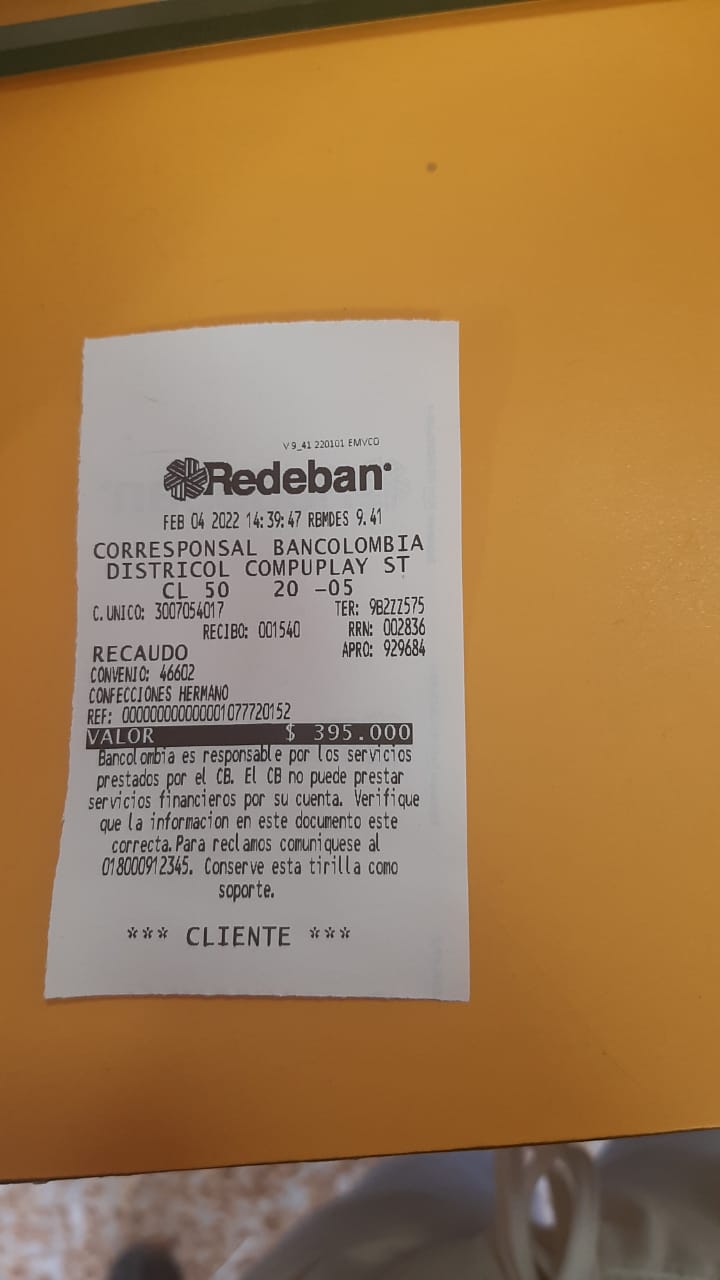 V 9_41 220101 EMVCO
Redeban
FEB 04 2022 14:39:47 RBMDES 9.41
CORRESPONSAL BANCOLOMBIA
DISTRICOL COMPUPLAY ST
CL 50 20 -05
C. UNICO: 3007054017 TER: 9B2ZZ575
RECIBO: 001540 RRN: 002836
RECAUDO APRO: 929684
CONVENIO: 46602
CONFECCIONES HERMANO
REF: 00000000000001077720152
VALOR $ 395.000
Bancolombia es responsable por los servicios
prestados por el CB. El CB no puede prestar
servicios financieros por su cuenta. Verifique
que la informacion en este documento este
correcta. Para reclamos comuniquese al
018000912345. Conserve esta tirilla como
soporte.
*** CLIENTE ***